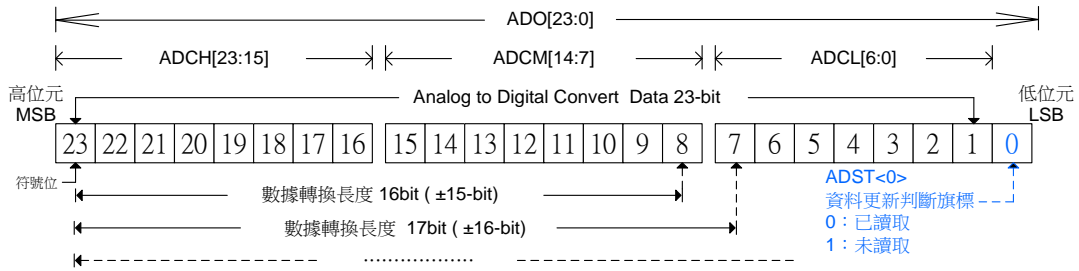 ADO[23:0]
ADCH[23:15] ADCM[14:7] ADCL[6:0]
高位元 MSB
Analog to Digital Convert Data 23-bit
低位元 LSB
23 22 21 20 19 18 17 16 15 14 13 12 11 10 9 8 7 6 5 4 3 2 1 0
符號位
數據轉換長度 16bit ( ±15-bit)
數據轉換長度 17bit ( ±16-bit)
………………
ADST<0>
資料更新判斷旗標
0：已讀取
1：未讀取